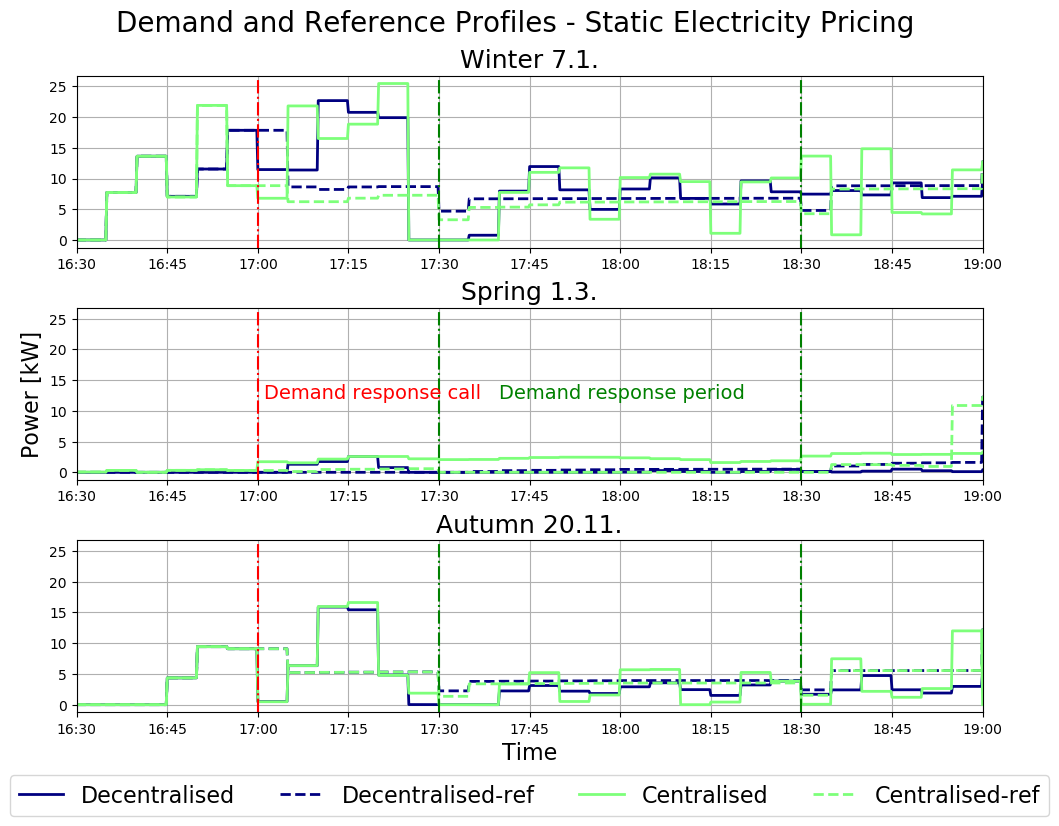 Demand and Reference Profiles - Static Electricity Pricing
Winter 7.1.
25
20
15
10
5
0
16:30 16:45 17:00 17:15 17:30 17:45 18:00 18:15 18:30 18:45 19:00
Spring 1.3.
25
20
15
10
5
0
Power [kW]
Demand response call
Demand response period
16:30 16:45 17:00 17:15 17:30 17:45 18:00 18:15 18:30 18:45 19:00
Autumn 20.11.
25
20
15
10
5
0
16:30 16:45 17:00 17:15 17:30 17:45 18:00 18:15 18:30 18:45 19:00
Time
Decentralised Decentralised-ref Centralised Centralised-ref